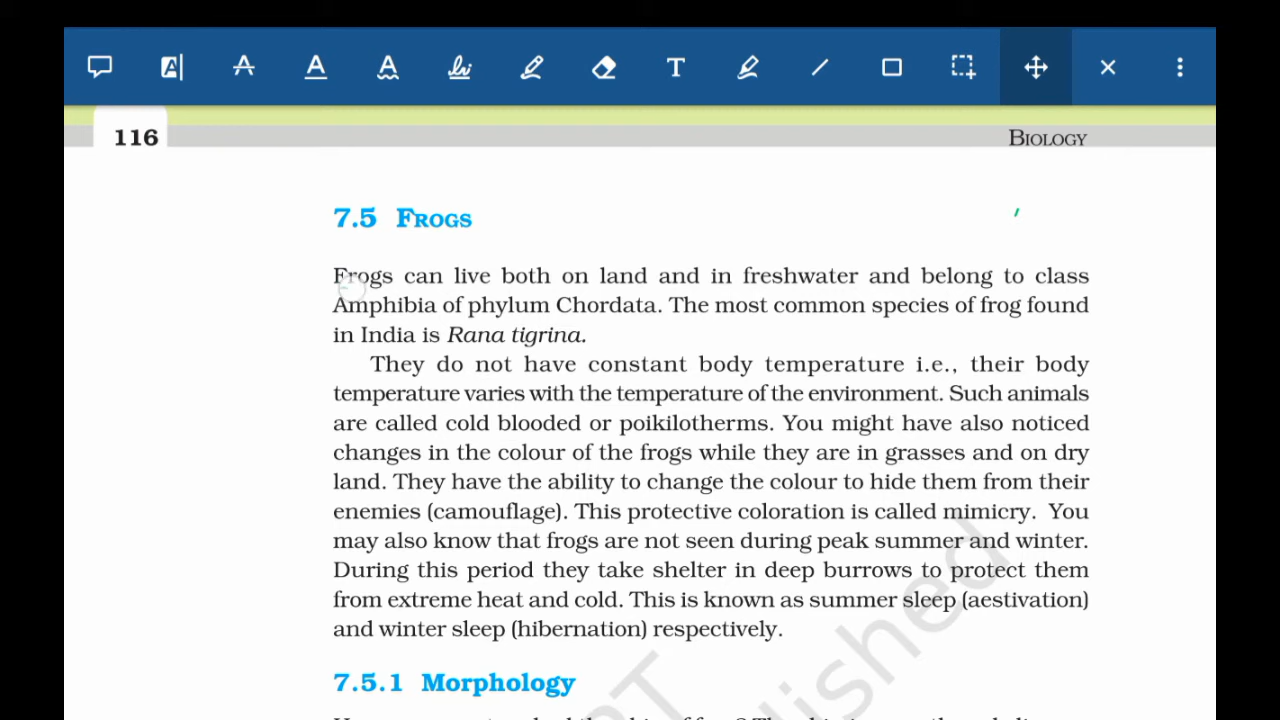 116
BIOLOGY
7.5 FROGS
Frogs can live both on land and in freshwater and belong to class
Amphibia of phylum Chordata. The most common species of frog found
in India is Rana tigrina.
They do not have constant body temperature i.e., their body
temperature varies with the temperature of the environment. Such animals
are called cold blooded or poikilotherms. You might have also noticed
changes in the colour of the frogs while they are in grasses and on dry
land. They have the ability to change the colour to hide them from their
enemies (camouflage). This protective coloration is called mimicry. You
may also know that frogs are not seen during peak summer and winter.
During this period they take shelter in deep burrows to protect them
from extreme heat and cold. This is known as summer sleep (aestivation)
and winter sleep (hibernation) respectively.
7.5.1 Morphology